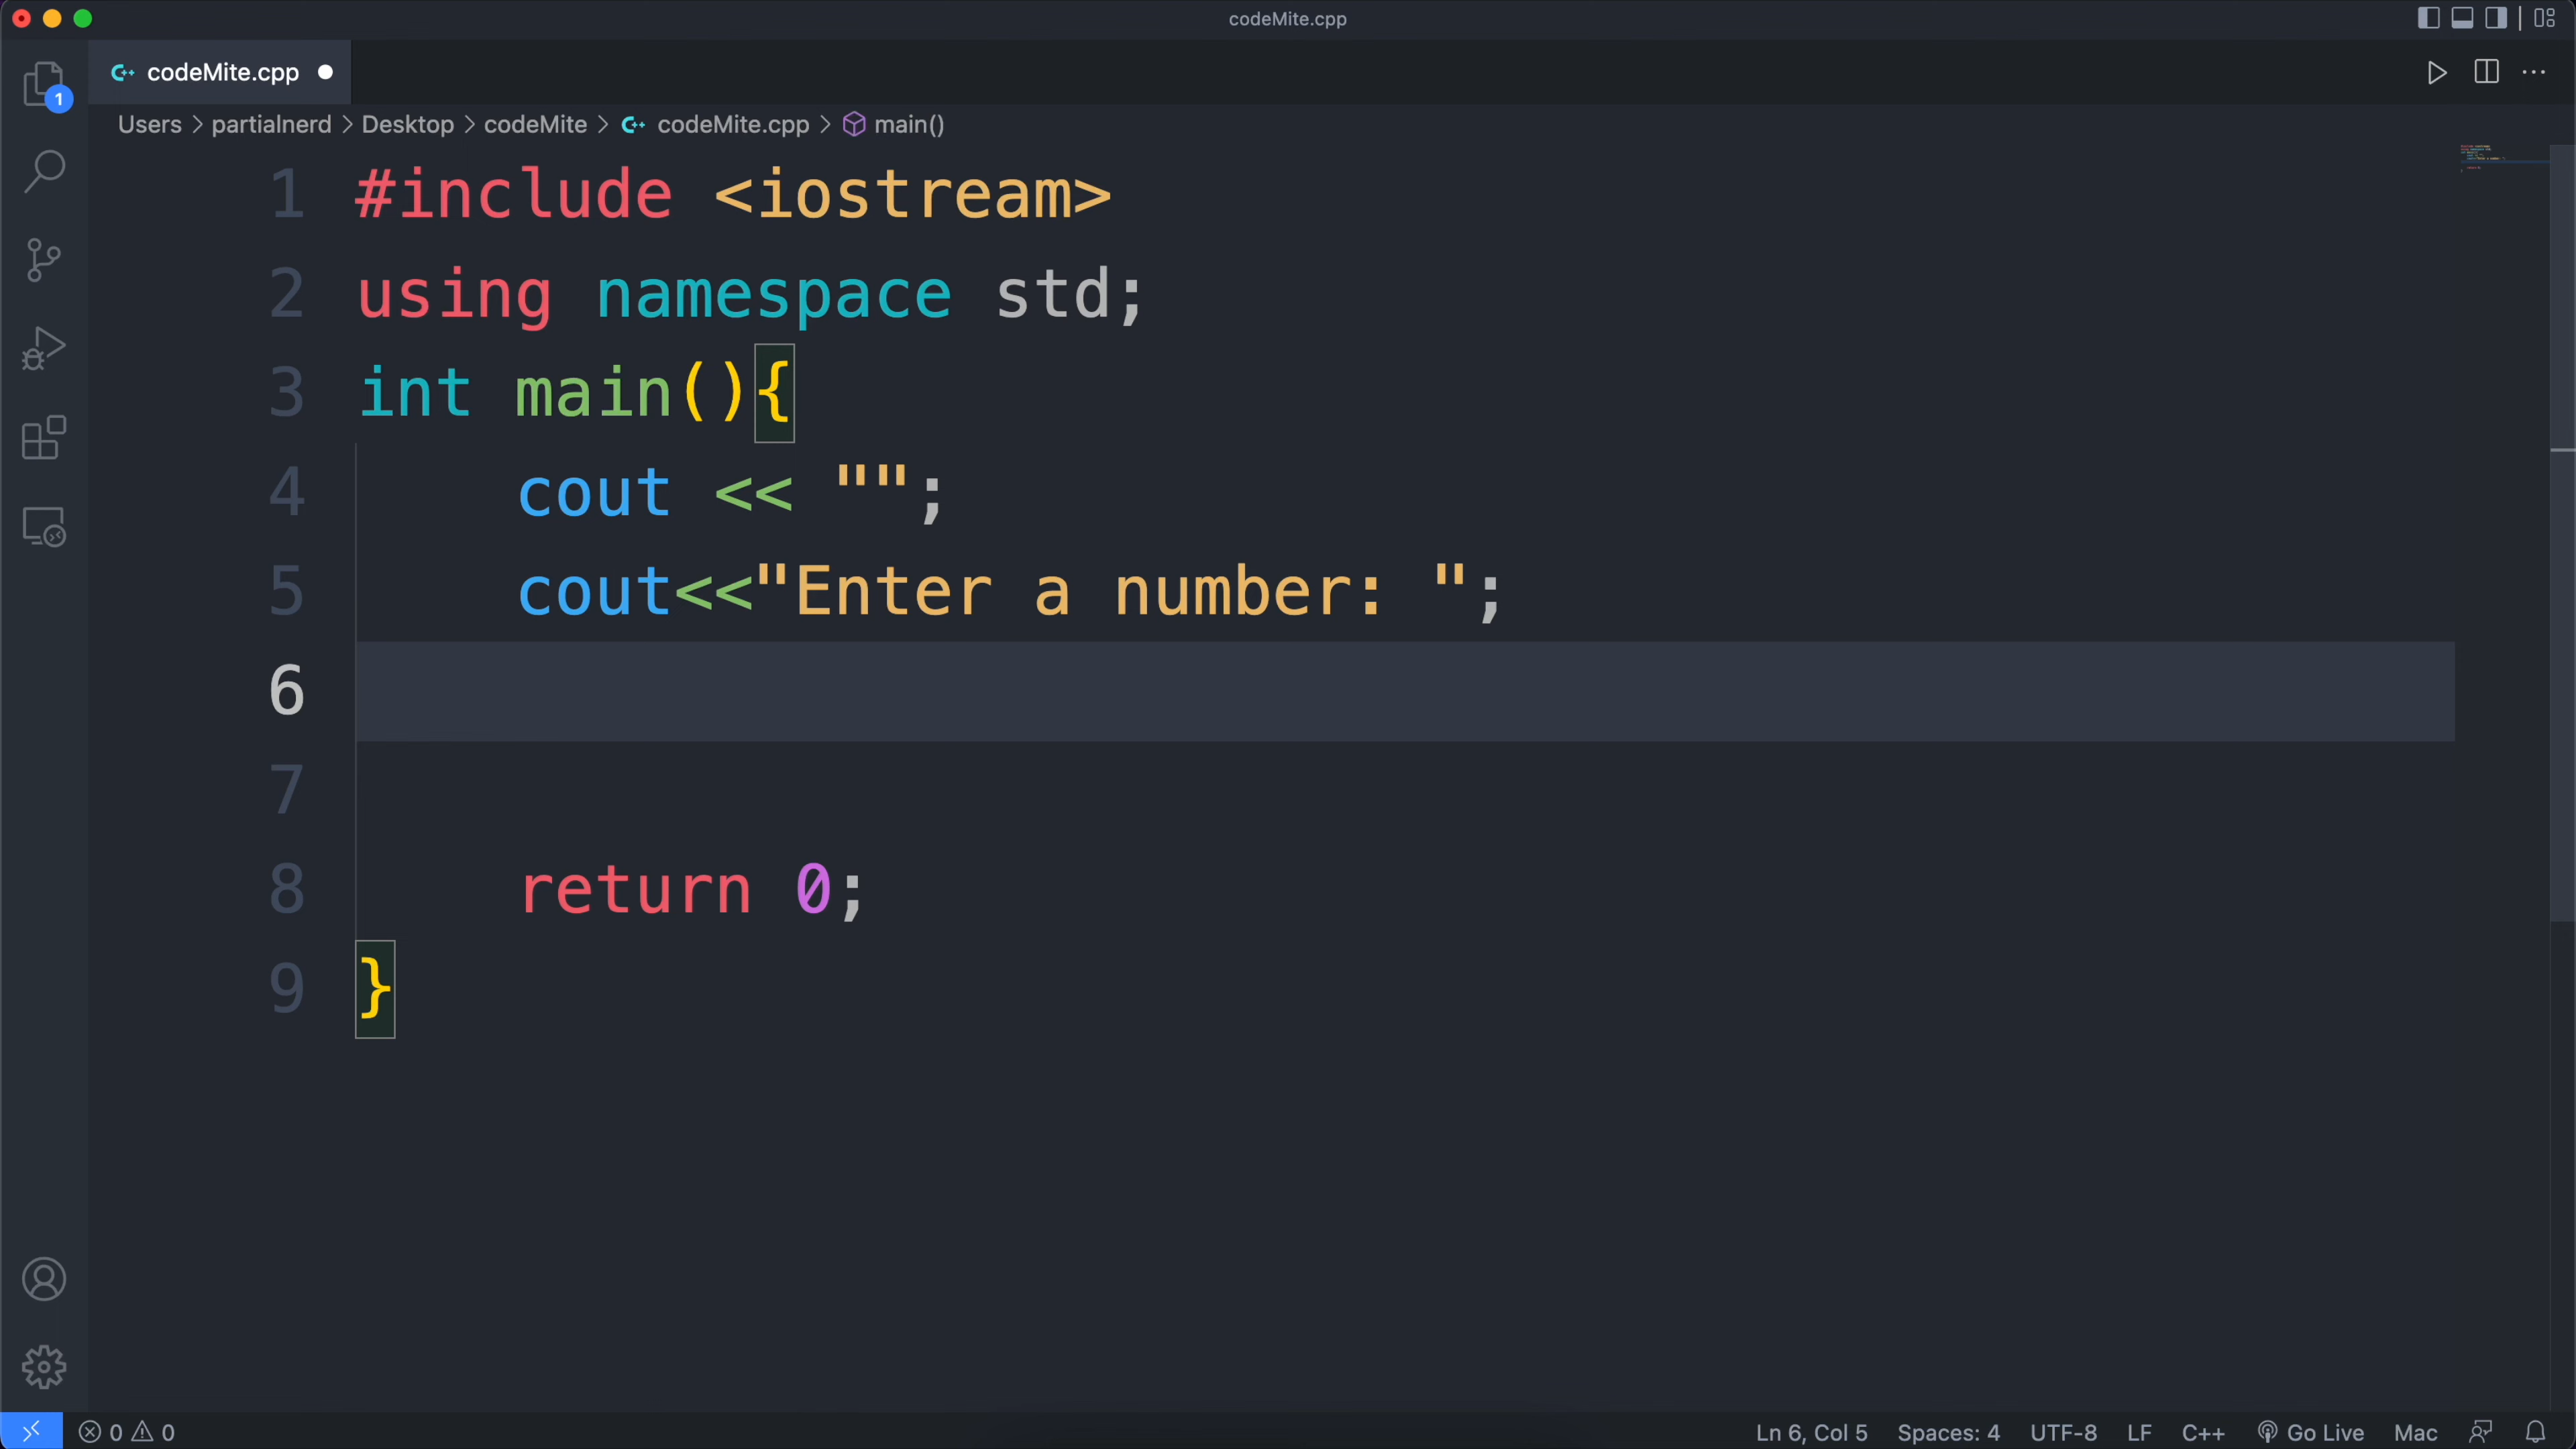 codeMite.cpp
codeMite.cpp
1
Users > partialnerd > Desktop > codeMite > codeMite.cpp > main()
1 #include <iostream>
2 using namespace std;
3 int main(){
4     cout << "";
5     cout<<"Enter a number: ";
6
7
8     return 0;
9 }
0 0 Ln 6, Col 5 Spaces: 4 UTF-8 LF C++ Go Live Mac